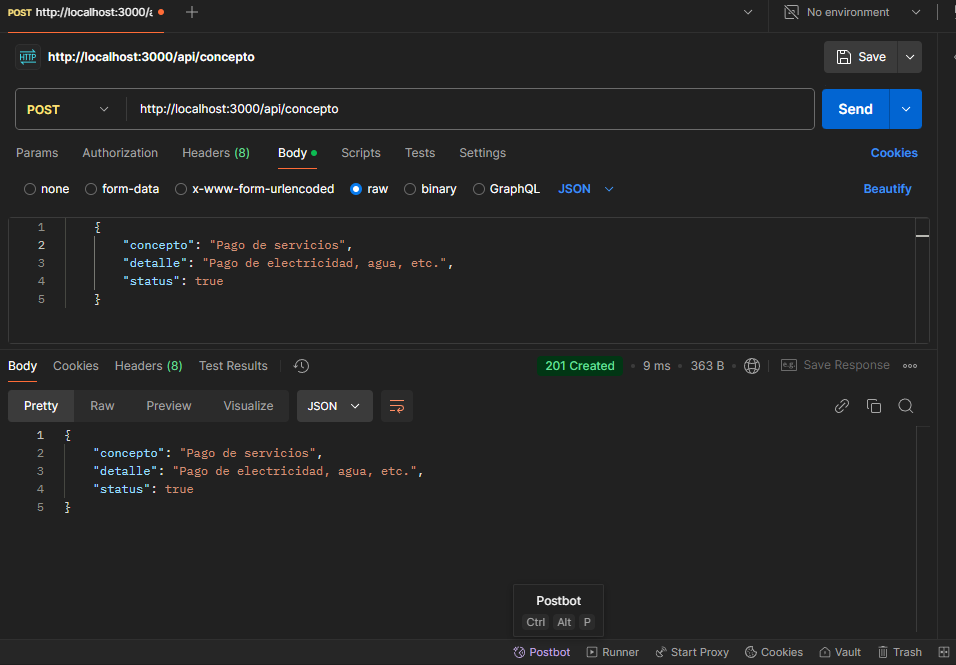 POST http://localhost:3000/a
No environment
HTTP http://localhost:3000/api/concepto
Save
POST http://localhost:3000/api/concepto
Send
Params Authorization Headers (8) Body Scripts Tests Settings Cookies
none form-data x-www-form-urlencoded raw binary GraphQL JSON Beautify
1 {
2 "concepto": "Pago de servicios",
3 "detalle": "Pago de electricidad, agua, etc.",
4 "status": true
5 }
Body Cookies Headers (8) Test Results 201 Created 9 ms 363 B e.g. Save Response
Pretty Raw Preview Visualize JSON
1 {
2 "concepto": "Pago de servicios",
3 "detalle": "Pago de electricidad, agua, etc.",
4 "status": true
5 }
Postbot
Ctrl Alt P
Postbot Runner Start Proxy Cookies Vault Trash